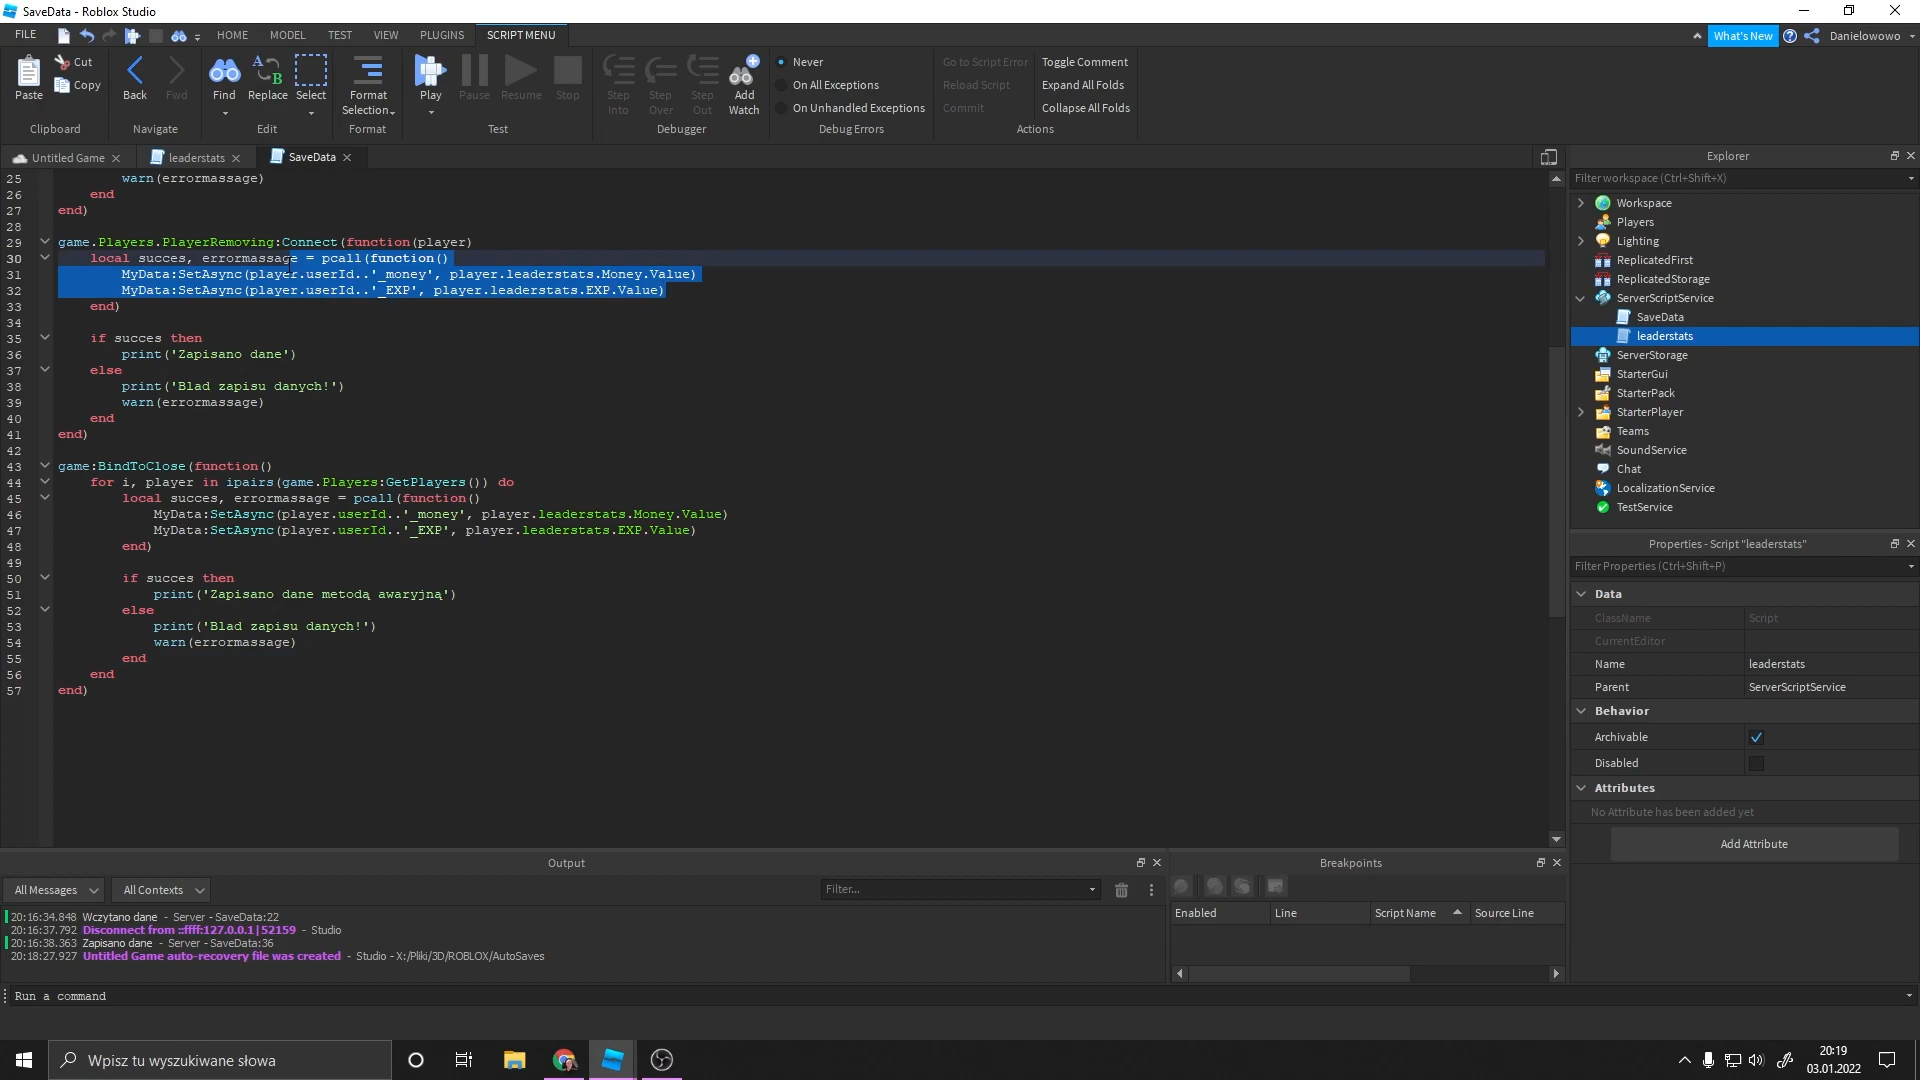 SaveData - Roblox Studio
FILE HOME MODEL TEST VIEW PLUGINS SCRIPT MENU What's New Danielowowo
Paste Cut Copy Back Fwd Find Replace Select Format Selection Play Pause Resume Stop Step Into Step Over Step Out Add Watch
Never
On All Exceptions
On Unhandled Exceptions
Go to Script Error
Reload Script
Commit
Toggle Comment
Expand All Folds
Collapse All Folds
Clipboard Navigate Edit Format Test Debugger Debug Errors Actions
Untitled Game leaderstats SaveData
25 warn(errormassage)
26 end
27 end)
28
29 game.Players.PlayerRemoving:Connect(function(player)
30 local succes, errormassage = pcall(function()
31 MyData:SetAsync(player.userId..'_money', player.leaderstats.Money.Value)
32 MyData:SetAsync(player.userId..'_EXP', player.leaderstats.EXP.Value)
33 end)
34
35 if succes then
36 print('Zapisano dane')
37 else
38 print('Blad zapisu danych!')
39 warn(errormassage)
40 end
41 end)
42
43 game:BindToClose(function()
44 for i, player in ipairs(game.Players:GetPlayers()) do
45 local succes, errormassage = pcall(function()
46 MyData:SetAsync(player.userId..'_money', player.leaderstats.Money.Value)
47 MyData:SetAsync(player.userId..'_EXP', player.leaderstats.EXP.Value)
48 end)
49
50 if succes then
51 print('Zapisano dane metodą awaryjną')
52 else
53 print('Blad zapisu danych!')
54 warn(errormassage)
55 end
56 end
57 end)
Explorer
Filter workspace (Ctrl+Shift+X)
Workspace
Players
Lighting
ReplicatedFirst
ReplicatedStorage
ServerScriptService
SaveData
leaderstats
ServerStorage
StarterGui
StarterPack
StarterPlayer
Teams
SoundService
Chat
LocalizationService
TestService
Properties - Script "leaderstats"
Filter Properties (Ctrl+Shift+P)
Data
ClassName Script
CurrentEditor
Name leaderstats
Parent ServerScriptService
Behavior
Archivable
Disabled
Attributes
No Attribute has been added yet
Add Attribute
Output
All Messages All Contexts Filter...
20:16:34.848 Wczytano dane - Server - SaveData:22
20:16:37.792 Disconnect from ::ffff:127.0.0.1|52159 - Studio
20:16:38.363 Zapisano dane - Server - SaveData:36
20:18:27.927 Untitled Game auto-recovery file was created - Studio - X:/Pliki/3D/ROBLOX/AutoSaves
Breakpoints
Enabled Line Script Name Source Line
Run a command
Wpisz tu wyszukiwane słowa
20:19
03.01.2022